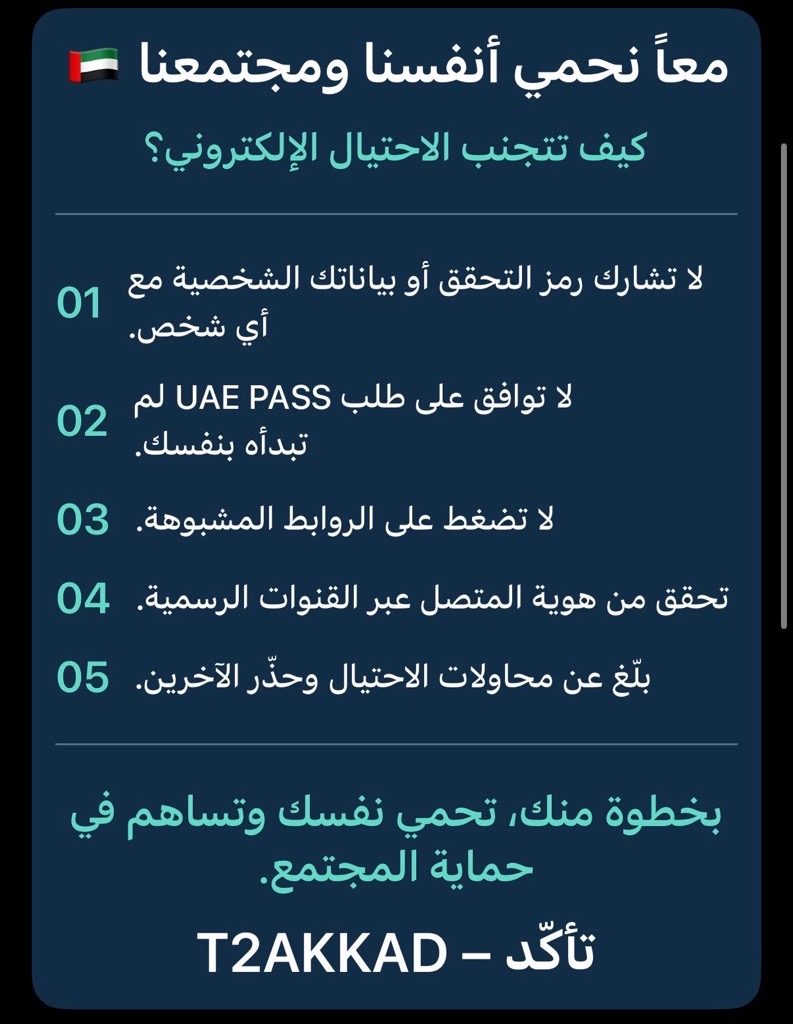 معاً نحمي أنفسنا ومجتمعنا 🇦🇪
كيف تتجنب الاحتيال الإلكتروني؟
01 لا تشارك رمز التحقق أو بياناتك الشخصية مع
أي شخص.
02 لا توافق على طلب UAE PASS لم
تبدأه بنفسك.
03 لا تضغط على الروابط المشبوهة.
04 تحقق من هوية المتصل عبر القنوات الرسمية.
05 بلّغ عن محاولات الاحتيال وحذّر الآخرين.
بخطوة منك، تحمي نفسك وتساهم في
حماية المجتمع.
تأكّد – T2AKKAD